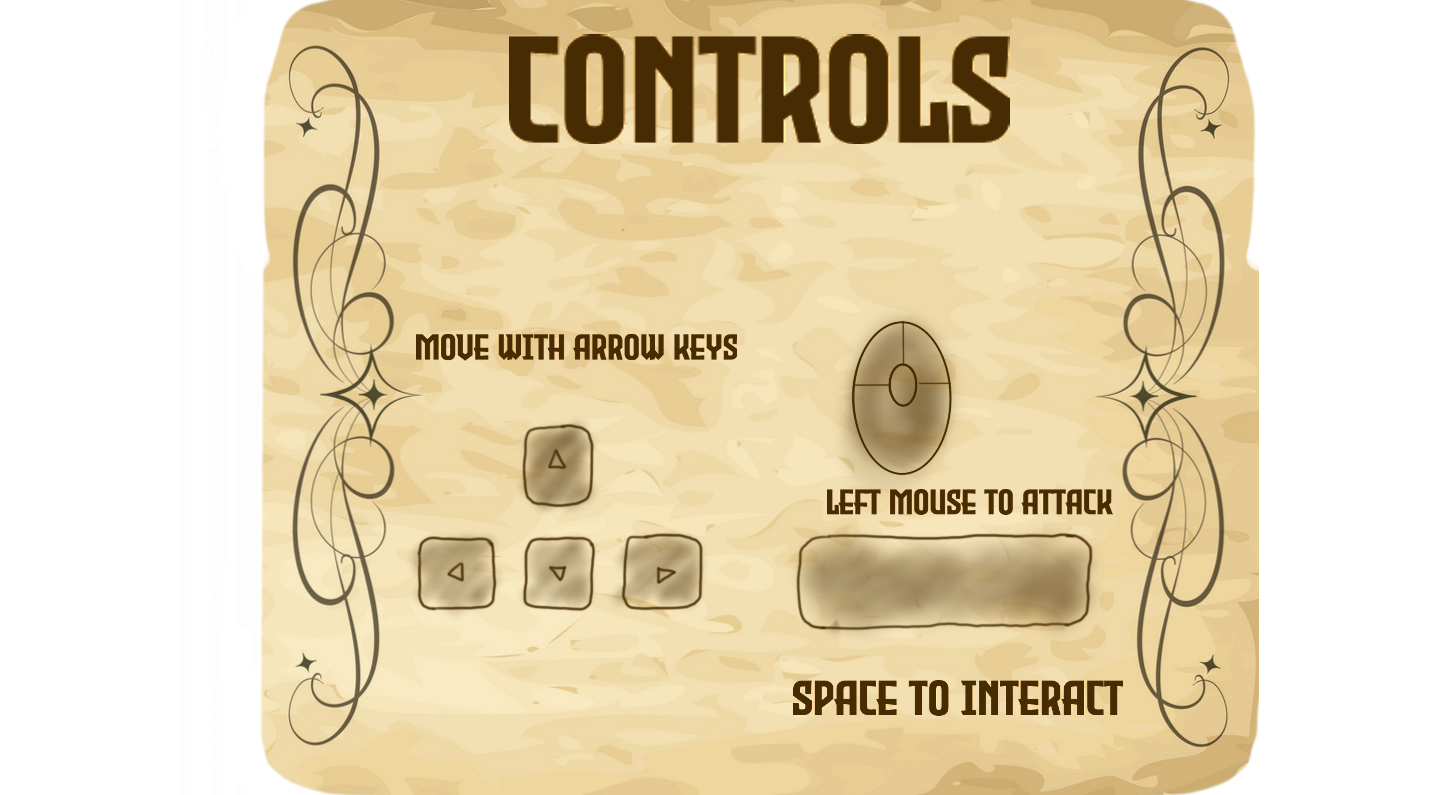 CONTROLS
MOVE WITH ARROW KEYS
LEFT MOUSE TO ATTACK
SPACE TO INTERACT